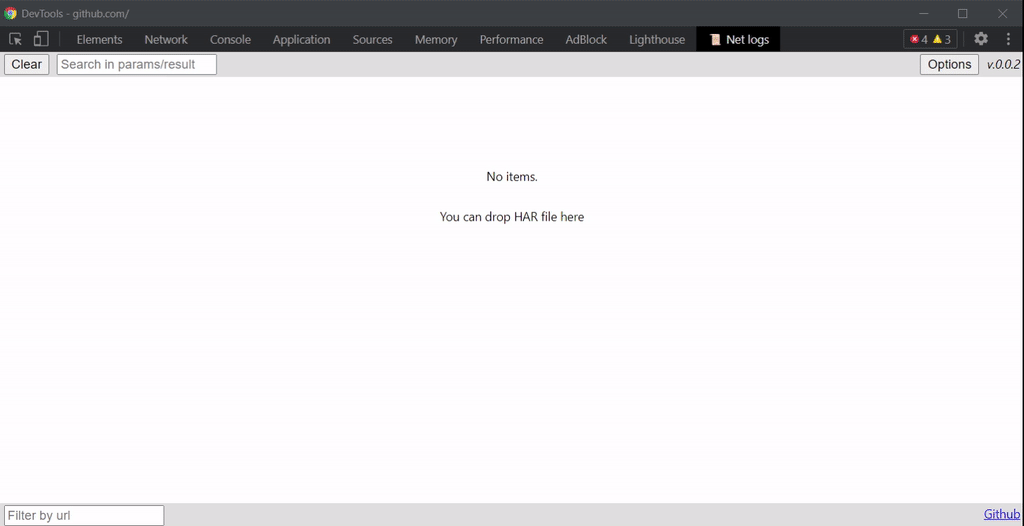 DevTools - github.com/
Elements Network Console Application Sources Memory Performance AdBlock Lighthouse Net logs 4 3
Clear Search in params/result Options v.0.0.2
No items.
You can drop HAR file here
Filter by url Github